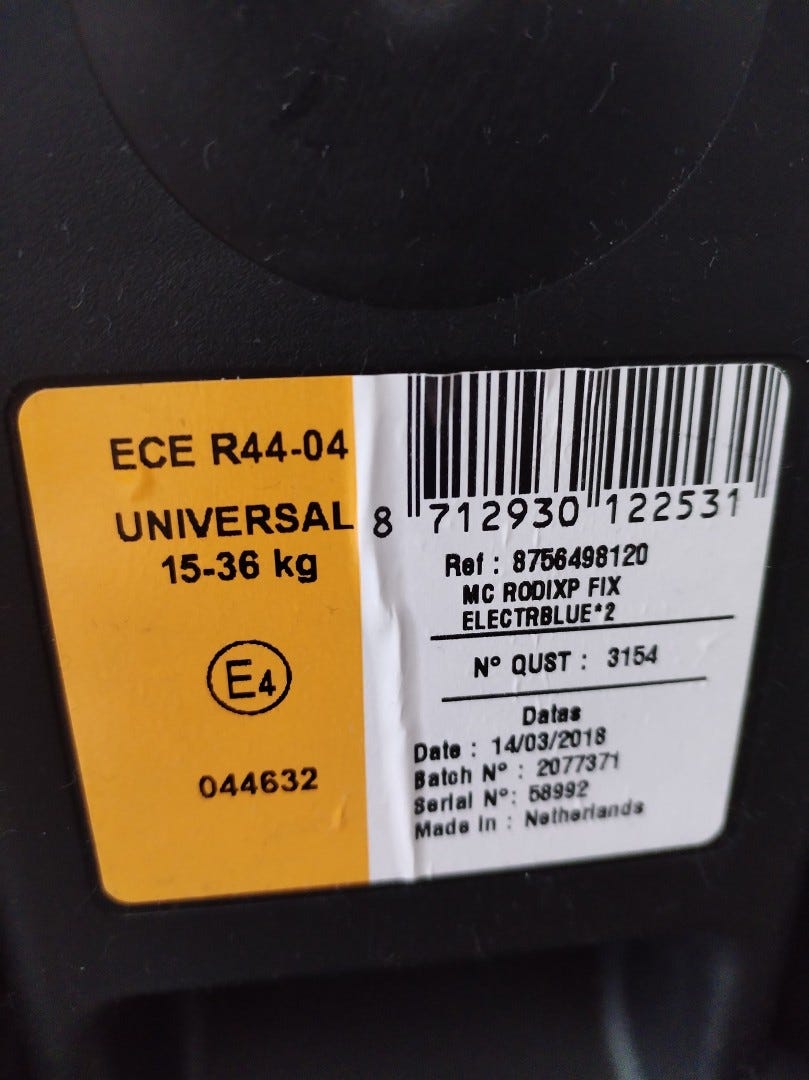 ECE R44-04
UNIVERSAL
15-36 kg
E4
044632
8 712930 122531
Ref : 8756498120
MC RODIXP FIX
ELECTRBLUE*2
N° QUST : 3154
Datas
Date : 14/03/2018
Batch N° : 2077371
Serial N°: 58992
Made In : Netherlands